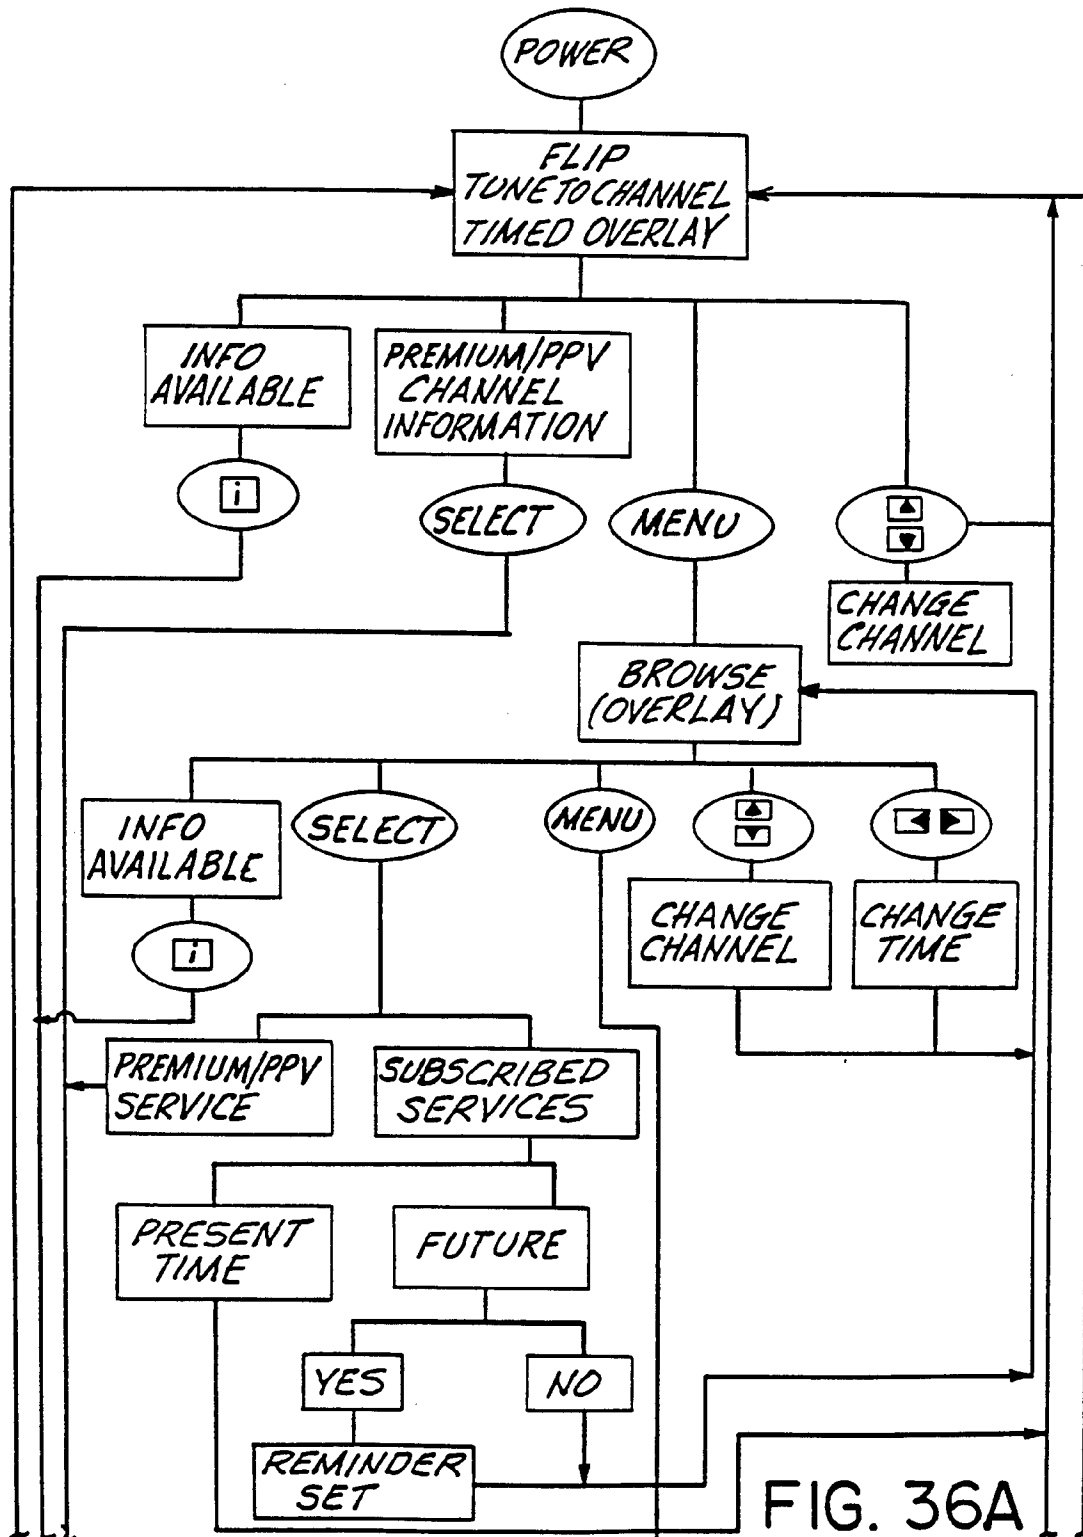 POWER
FLIP
TUNE TO CHANNEL
TIMED OVERLAY
INFO
AVAILABLE
PREMIUM/PPV
CHANNEL
INFORMATION
i
SELECT
MENU
CHANGE
CHANNEL
BROWSE
(OVERLAY)
INFO
AVAILABLE
SELECT
MENU
CHANGE
CHANNEL
CHANGE
TIME
i
PREMIUM/PPV
SERVICE
SUBSCRIBED
SERVICES
PRESENT
TIME
FUTURE
YES
NO
REMINDER
SET
FIG. 36A